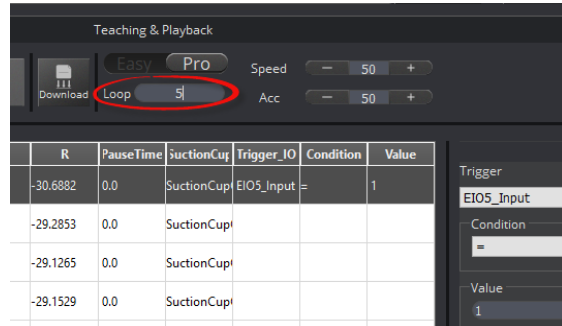 Teaching & Playback
Easy Pro
Speed − 50 +
Download
Loop 5
Acc − 50 +
R PauseTime SuctionCup Trigger_IO Condition Value
-30.6882 0.0 SuctionCup EIO5_Input = 1
-29.2853 0.0 SuctionCup
-29.1265 0.0 SuctionCup
-29.1529 0.0 SuctionCup
Trigger
EIO5_Input
Condition
=
Value
1